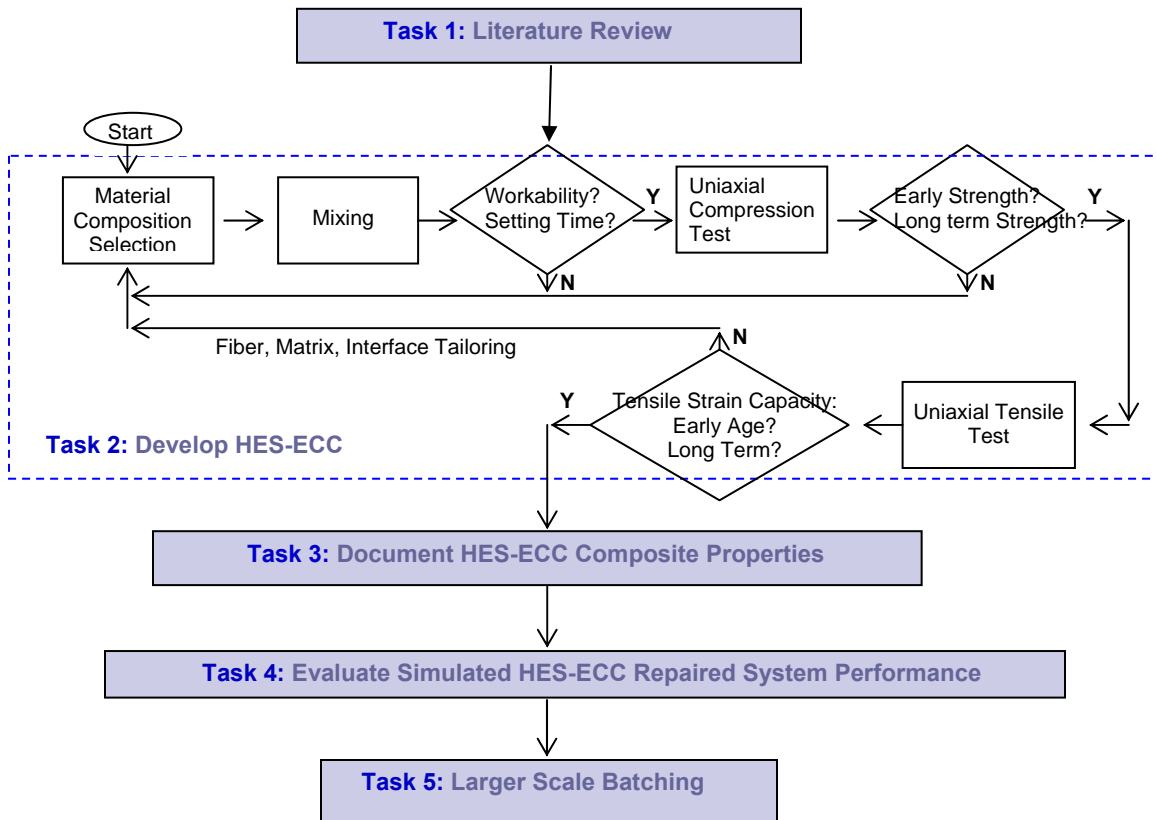 Task 1: Literature Review
Start
Material
Composition
Selection
Mixing
Workability?
Setting Time?
Y
N
Uniaxial
Compression
Test
Early Strength?
Long term Strength?
Y
N
Fiber, Matrix, Interface Tailoring
N
Tensile Strain Capacity:
Early Age?
Long Term?
Y
Uniaxial Tensile
Test
Task 2: Develop HES-ECC
Task 3: Document HES-ECC Composite Properties
Task 4: Evaluate Simulated HES-ECC Repaired System Performance
Task 5: Larger Scale Batching